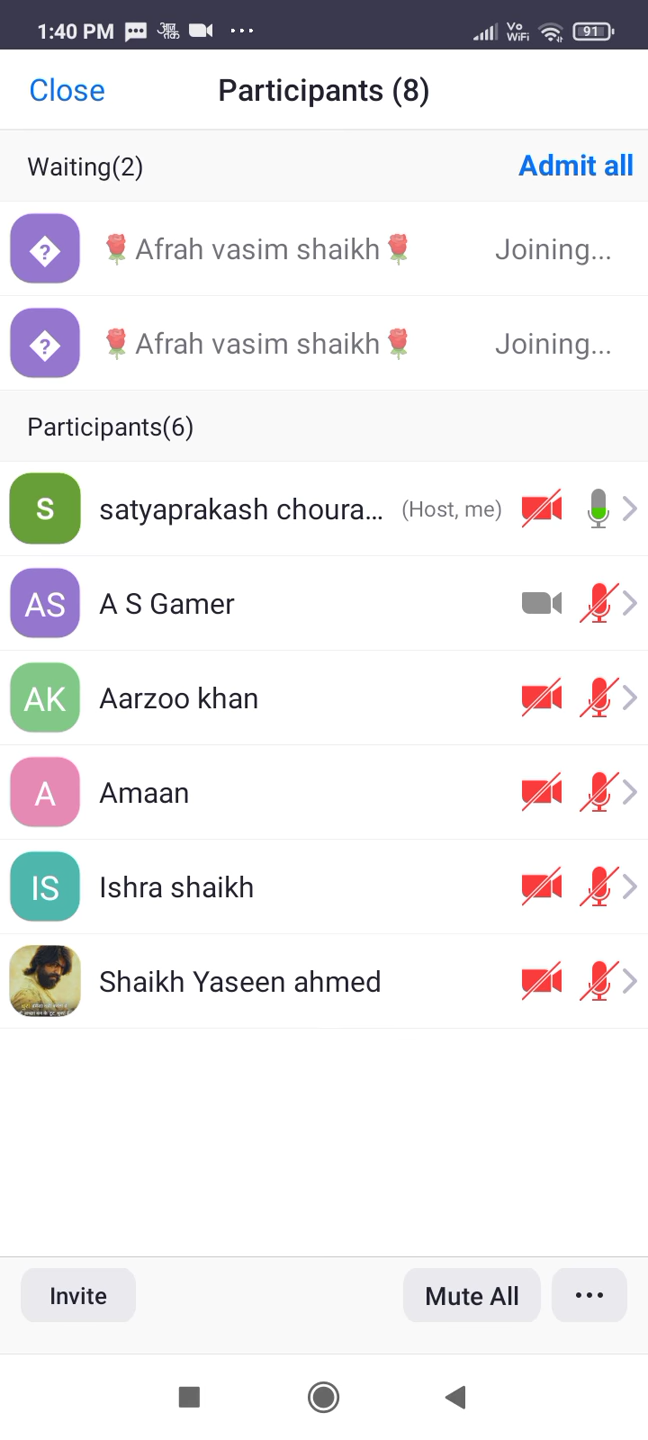 1:40 PM
आज तक
Vo
WiFi
91
Close
Participants (8)
Waiting(2)
Admit all
?
🌹Afrah vasim shaikh🌹
Joining...
?
🌹Afrah vasim shaikh🌹
Joining...
Participants(6)
S
satyaprakash choura...
(Host, me)
AS
A S Gamer
AK
Aarzoo khan
A
Amaan
IS
Ishra shaikh
Shaikh Yaseen ahmed
Invite
Mute All